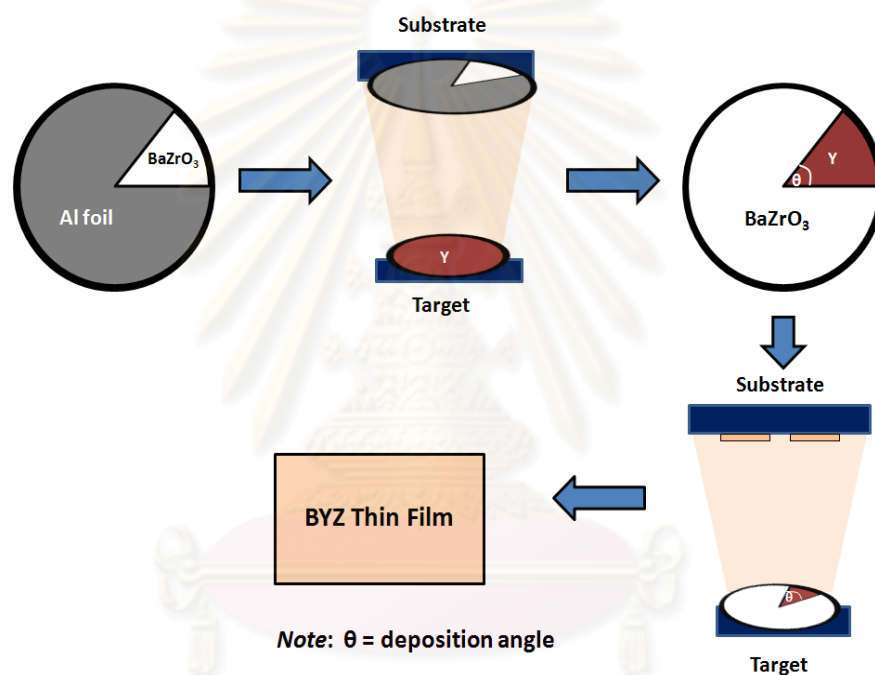 Substrate
BaZrO₃
Al foil
Y
Target
Y
θ
BaZrO₃
Substrate
θ
Target
BYZ Thin Film
Note: θ = deposition angle